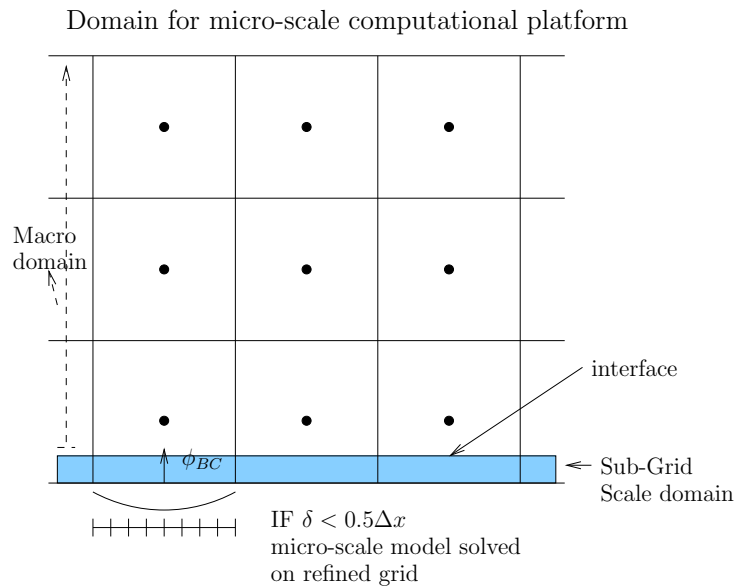 Domain for micro-scale computational platform
Macro
domain
interface
ϕ_BC
Sub-Grid
Scale domain
IF δ < 0.5Δx
micro-scale model solved
on refined grid